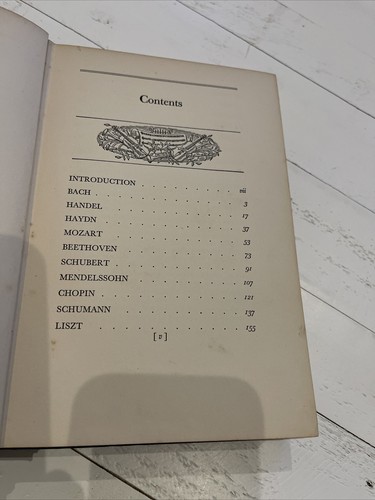 Contents
INTRODUCTION . . . . . . . . vii
BACH . . . . . . . . . . . 3
HANDEL . . . . . . . . . . 17
HAYDN . . . . . . . . . . 37
MOZART . . . . . . . . . . 53
BEETHOVEN . . . . . . . . . 73
SCHUBERT . . . . . . . . . 91
MENDELSSOHN . . . . . . . . 107
CHOPIN . . . . . . . . . . 121
SCHUMANN . . . . . . . . . 137
LISZT . . . . . . . . . . 155
[ v ]